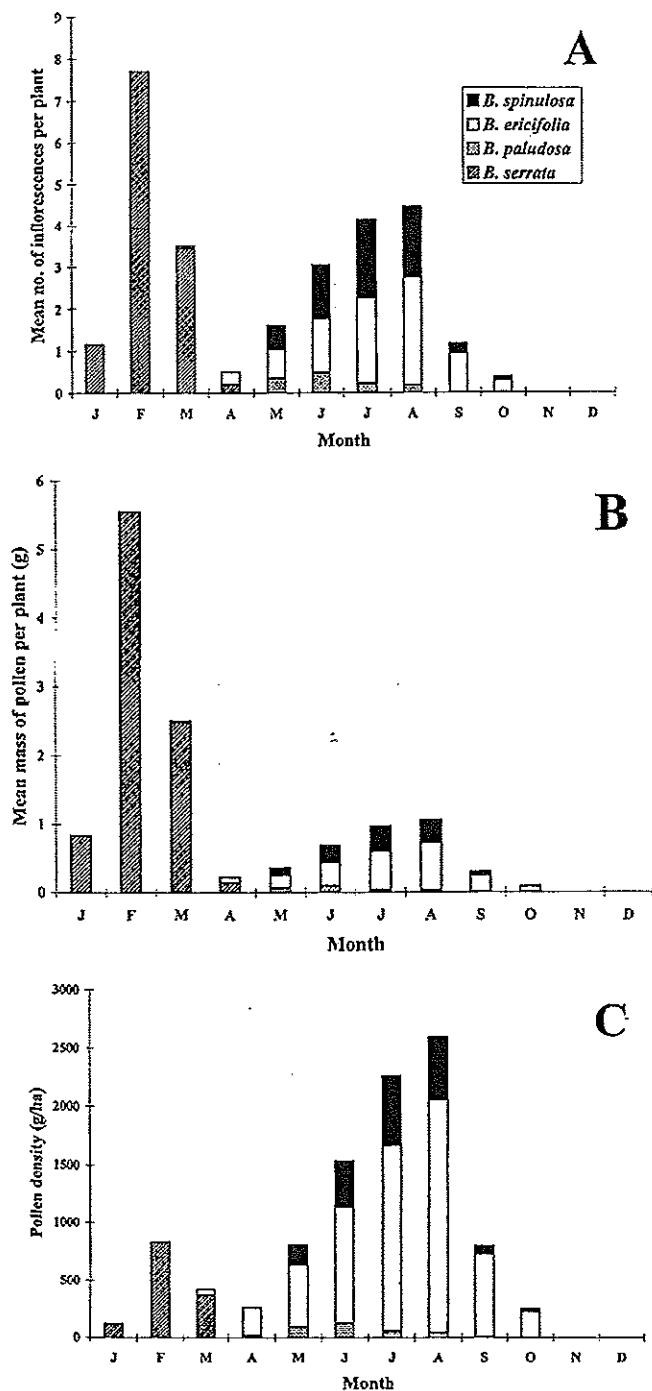 A
9
8
7
6
5
4
3
2
1
0
Mean no. of inflorescences per plant
B. spinulosa
B. ericifolia
B. paludosa
B. serrata
J F M A M J J A S O N D
Month
B
6
5
4
3
2
1
0
Mean mass of pollen per plant (g)
J F M A M J J A S O N D
Month
C
3000
2500
2000
1500
1000
500
0
Pollen density (g/ha)
J F M A M J J A S O N D
Month